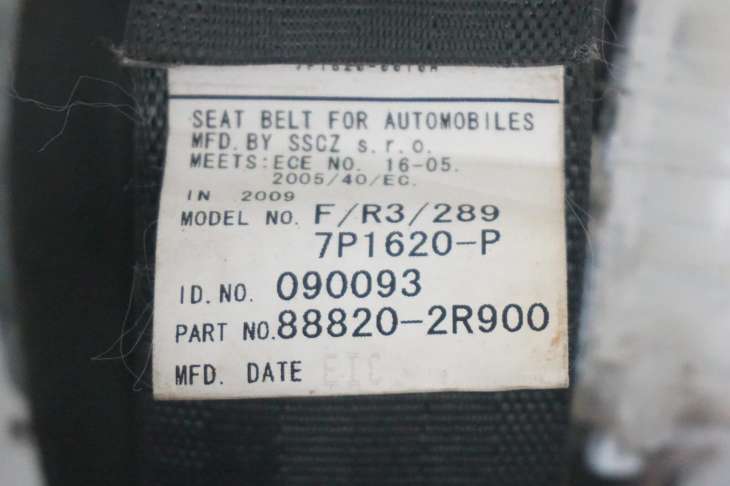 SEAT BELT FOR AUTOMOBILES
MFD. BY SSCZ s. r. o.
MEETS: ECE NO. 16-05.
2005/40/EC.
IN 2009
MODEL NO. F/R3/289
7P1620-P
ID. NO. 090093
PART NO. 88820-2R900
MFD. DATE